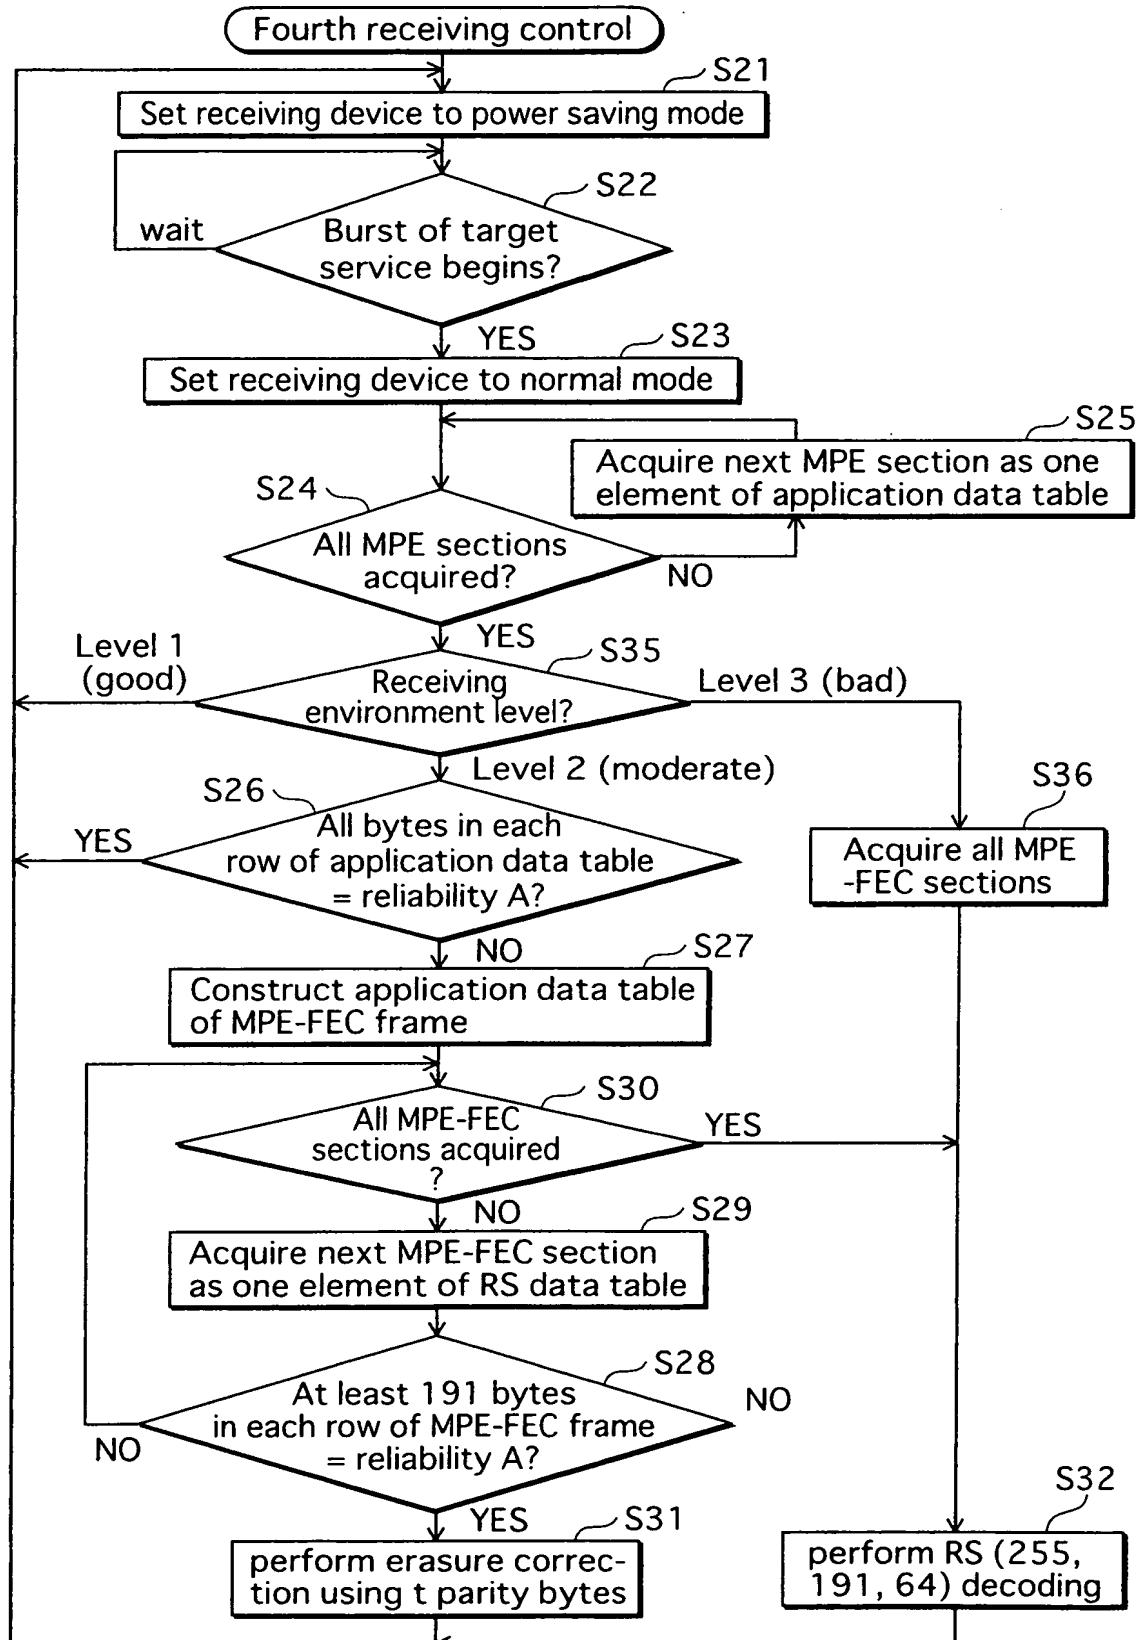 Fourth receiving control
S21
Set receiving device to power saving mode
S22
wait
Burst of target
service begins?
YES
S23
Set receiving device to normal mode
S25
Acquire next MPE section as one
element of application data table
S24
All MPE sections
acquired?
NO
YES
Level 1
(good)
S35
Receiving
environment level?
Level 3 (bad)
Level 2 (moderate)
S36
Acquire all MPE
-FEC sections
S26
YES
All bytes in each
row of application data table
= reliability A?
NO
S27
Construct application data table
of MPE-FEC frame
S30
All MPE-FEC
sections acquired
?
YES
NO
S29
Acquire next MPE-FEC section
as one element of RS data table
S28
At least 191 bytes
in each row of MPE-FEC frame
= reliability A?
NO
NO
YES
S31
perform erasure correc-
tion using t parity bytes
S32
perform RS (255,
191, 64) decoding